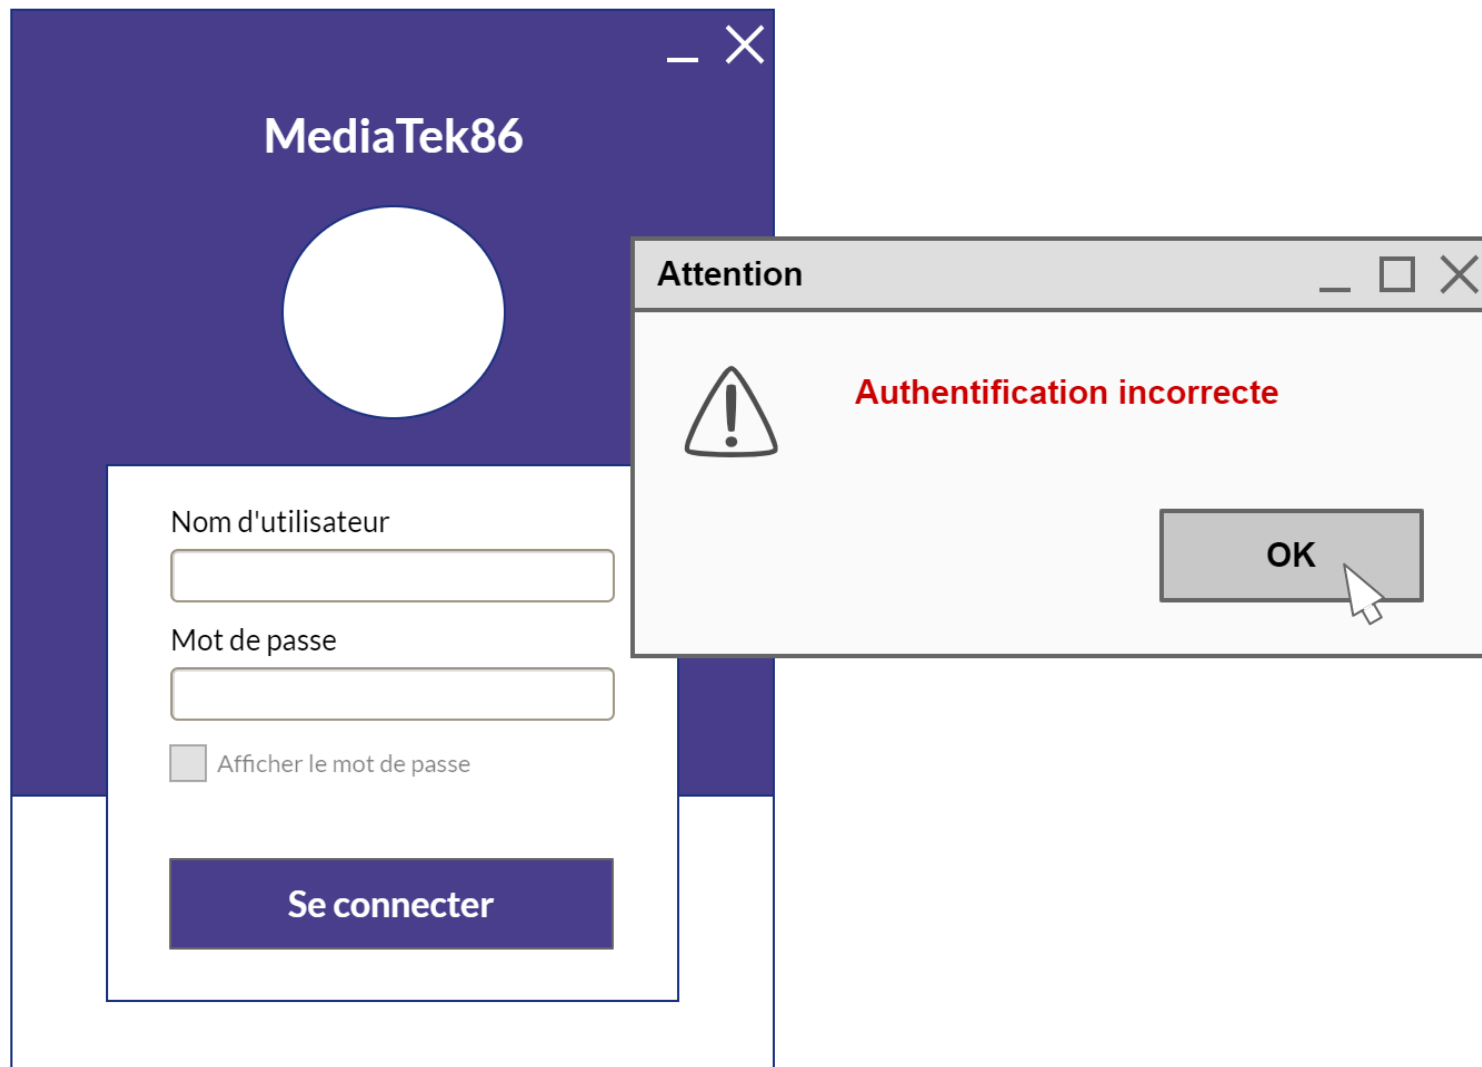 MediaTek86
Attention
Authentification incorrecte
OK
Nom d'utilisateur
Mot de passe
Afficher le mot de passe
Se connecter